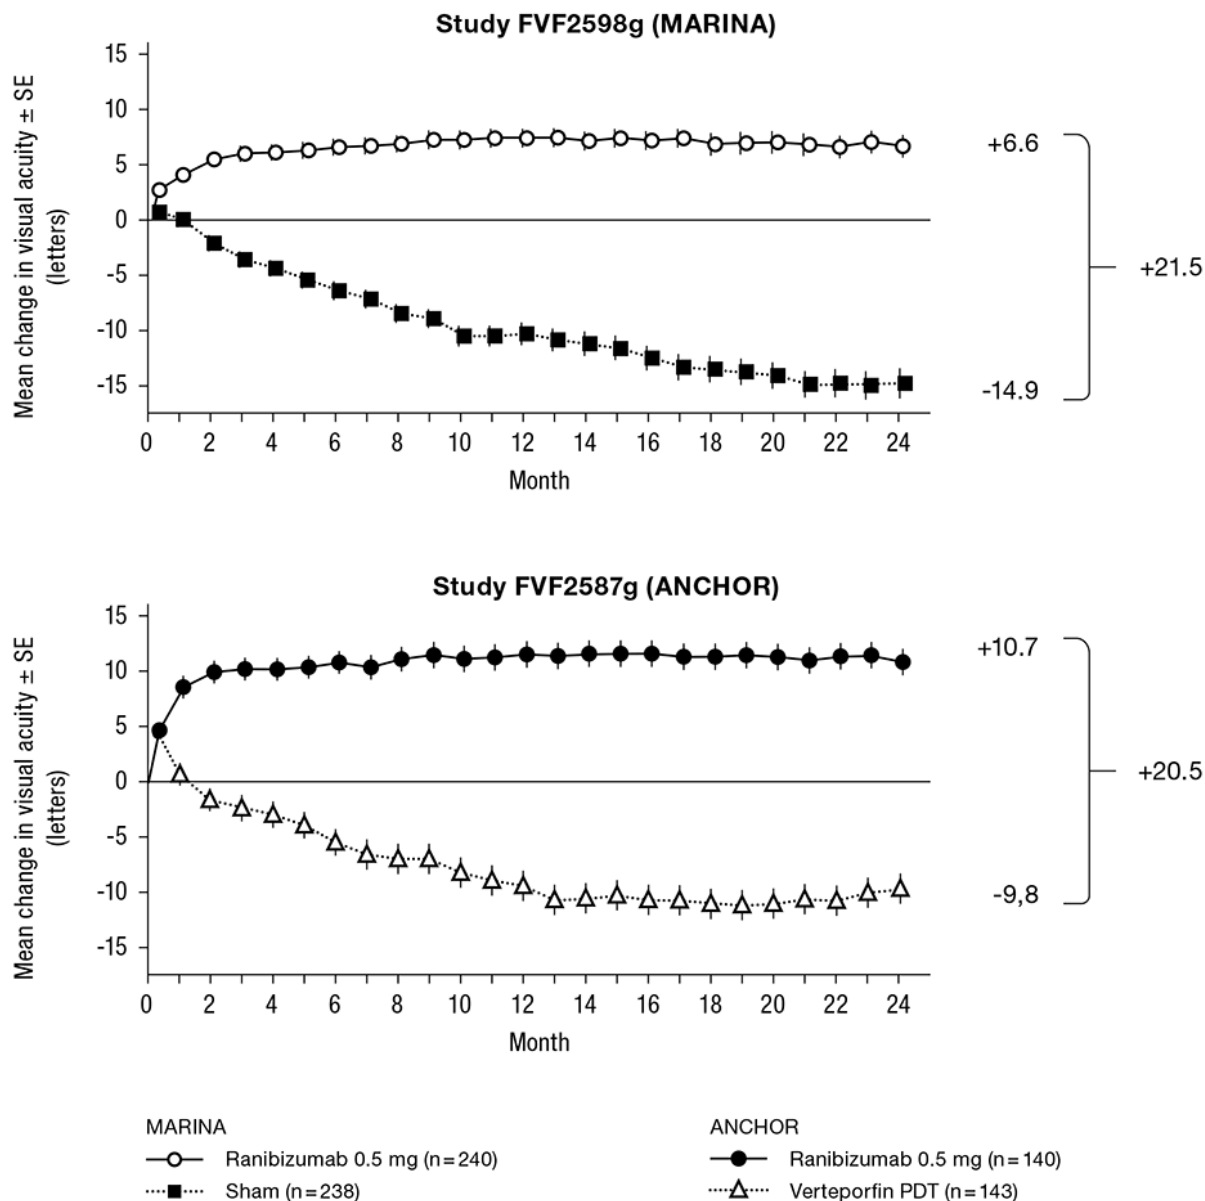 Study FVF2598g (MARINA)
Mean change in visual acuity ± SE
(letters)
15
10
5
0
-5
-10
-15
0 2 4 6 8 10 12 14 16 18 20 22 24
Month
+6.6
+21.5
-14.9
Study FVF2587g (ANCHOR)
Mean change in visual acuity ± SE
(letters)
15
10
5
0
-5
-10
-15
0 2 4 6 8 10 12 14 16 18 20 22 24
Month
+10.7
+20.5
-9,8
MARINA
Ranibizumab 0.5 mg (n=240)
Sham (n=238)
ANCHOR
Ranibizumab 0.5 mg (n=140)
Verteporfin PDT (n=143)